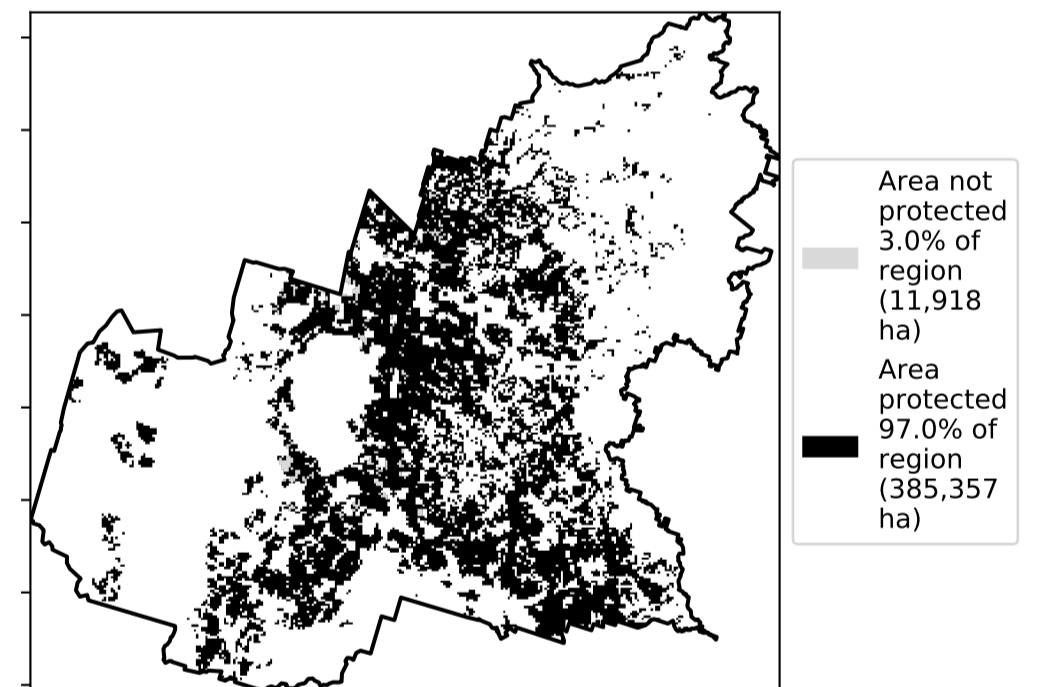 Area not
protected
3.0% of
region
(11,918
ha)
Area
protected
97.0% of
region
(385,357
ha)